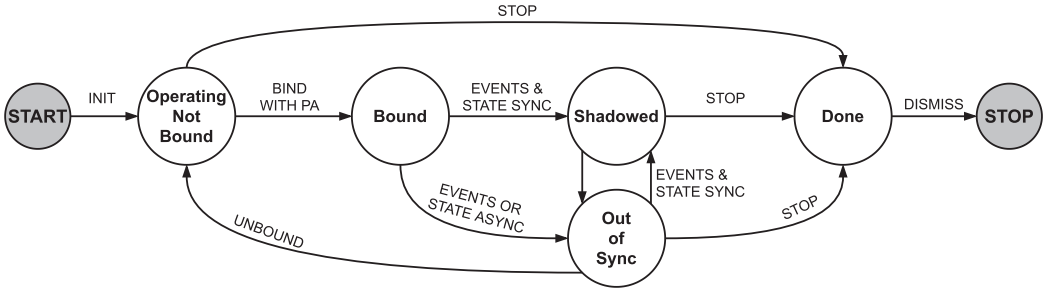 STOP
START
INIT
Operating
Not
Bound
BIND
WITH PA
Bound
EVENTS &
STATE SYNC
Shadowed
STOP
Done
DISMISS
STOP
EVENTS OR
STATE ASYNC
EVENTS &
STATE SYNC
Out
of
Sync
STOP
UNBOUND